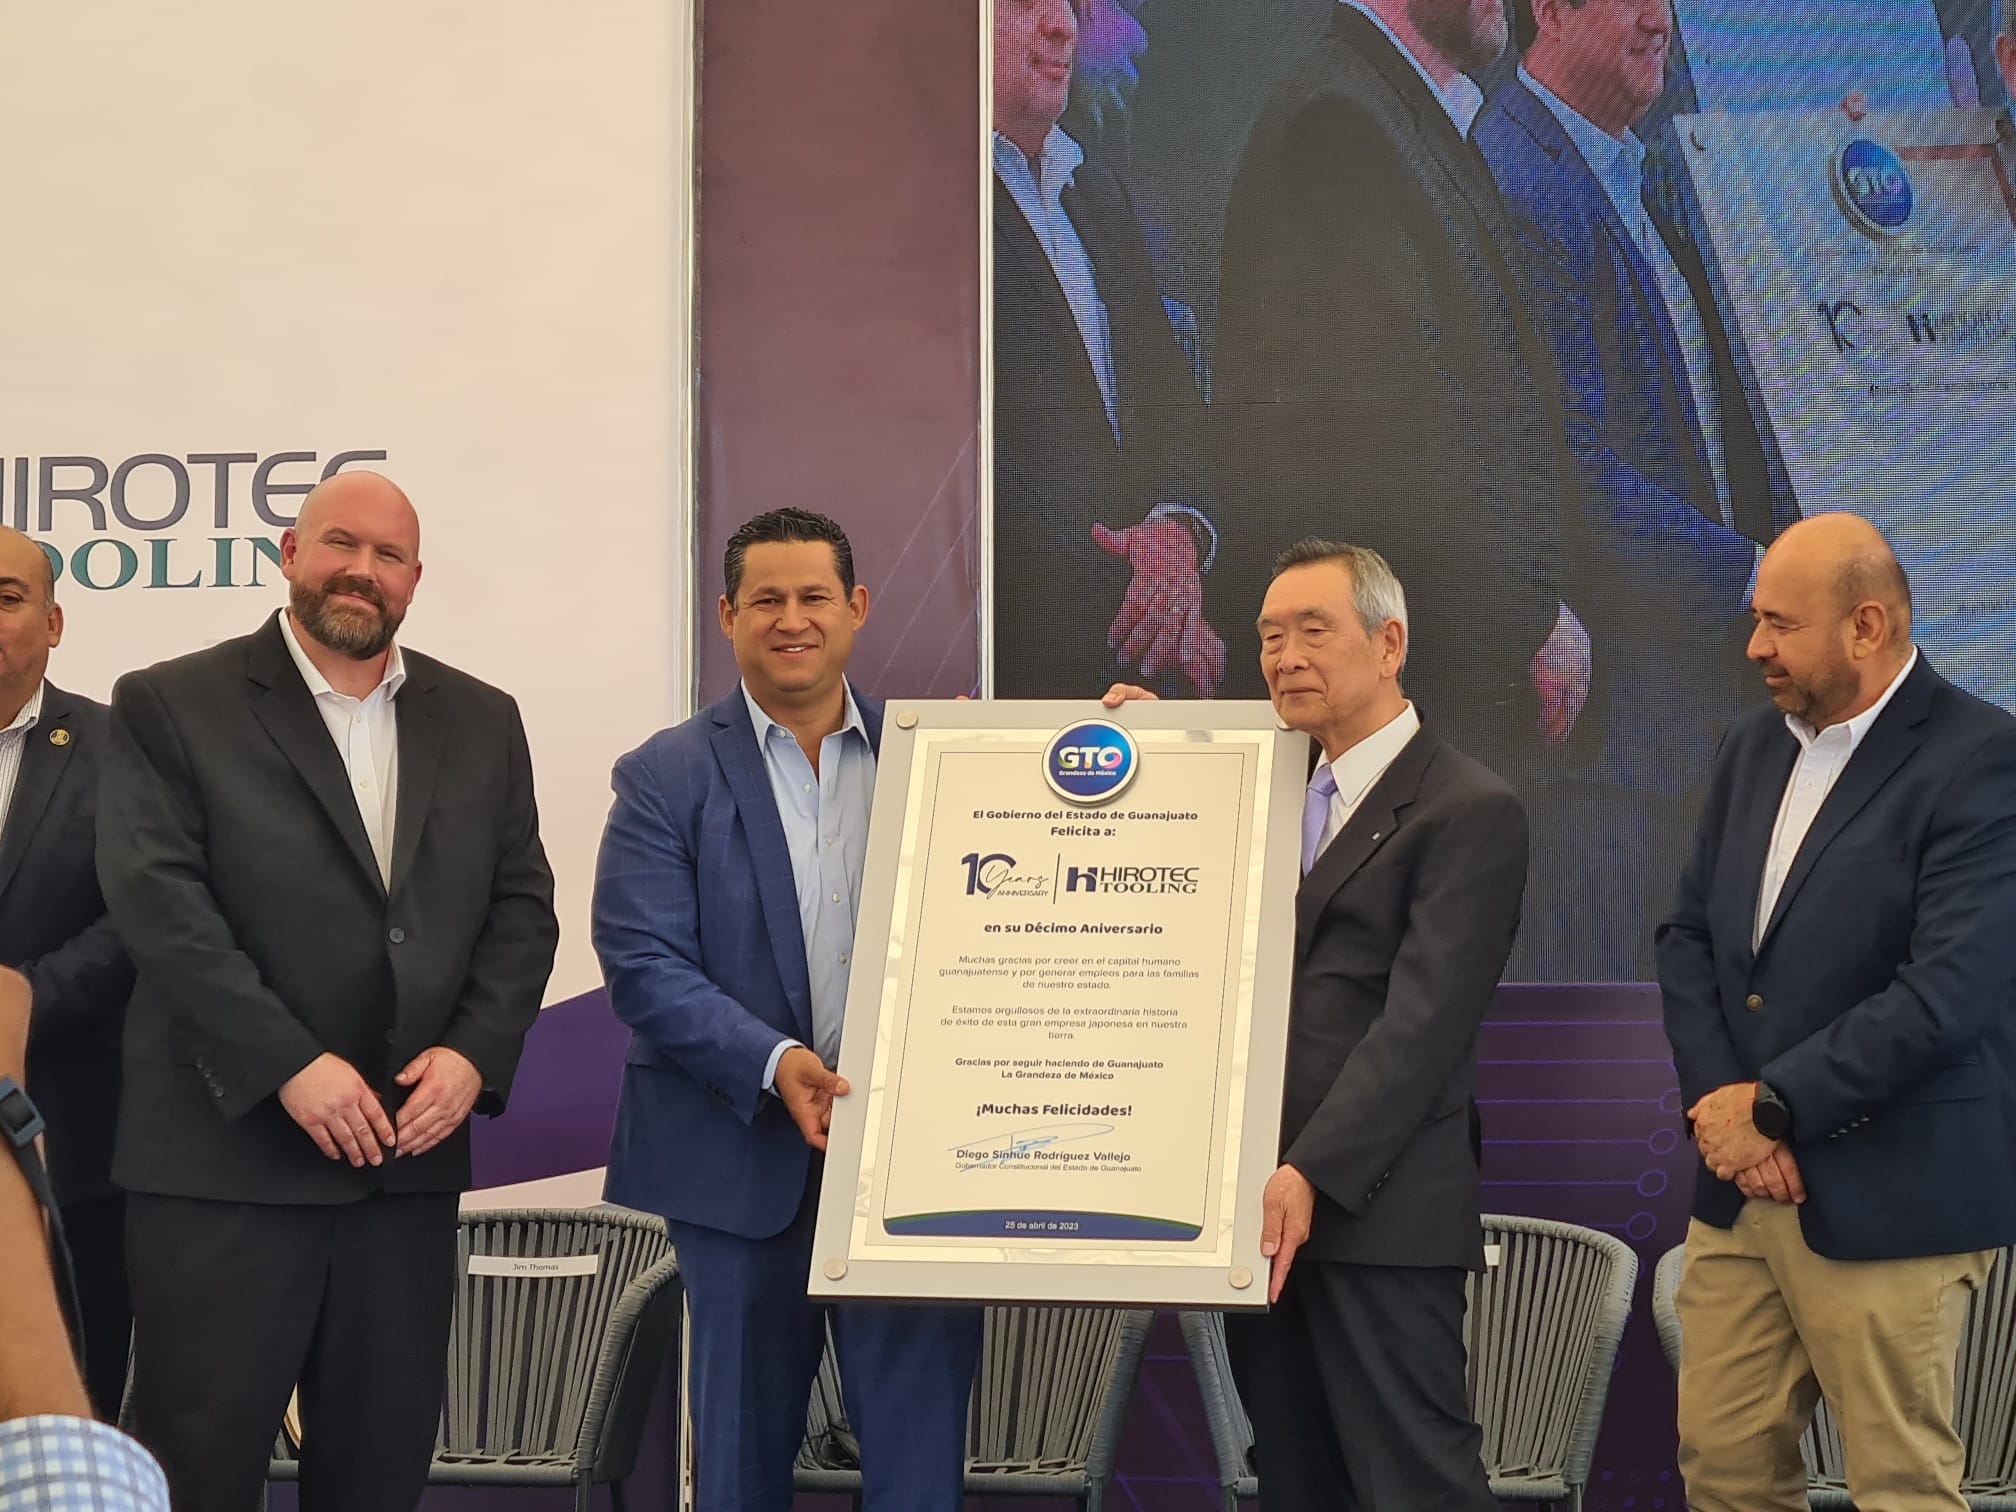 HIROTEC
TOOLIN
GTO
Grandeza de México
El Gobierno del Estado de Guanajuato
Felicita a:
10 Years ANNIVERSARY
H HIROTEC
TOOLING
en su Décimo Aniversario
Muchas gracias por creer en el capital humano
guanajuatense y por generar empleos para las familias
de nuestro estado.
Estamos orgullosos de la extraordinaria historia
de éxito de esta gran empresa japonesa en nuestra
tierra.
Gracias por seguir haciendo de Guanajuato
La Grandeza de México
¡Muchas Felicidades!
Diego Sinhue Rodríguez Vallejo
Gobernador Constitucional del Estado de Guanajuato
25 de abril de 2023
Jim Thomas
GTO
10
H